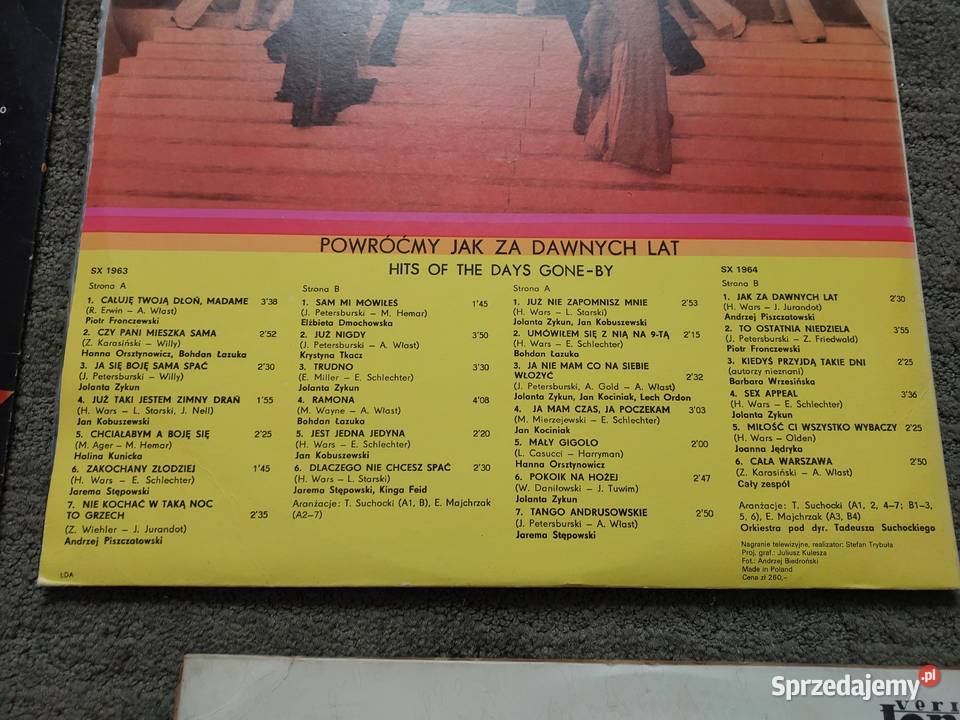 POWRÓĆMY JAK ZA DAWNYCH LAT
HITS OF THE DAYS GONE-BY
SX 1963
Strona A
1. CAŁUJĘ TWOJĄ DŁOŃ, MADAME 3'38
(R. Erwin – A. Włast)
Piotr Fronczewski
2. CZY PANI MIESZKA SAMA 2'52
(Z. Karasiński – Willy)
Hanna Orsztynowicz, Bohdan Łazuka
3. JA SIĘ BOJĘ SAMA SPAĆ 2'30
(J. Petersburski – Willy)
Jolanta Zykun
4. JUŻ TAKI JESTEM ZIMNY DRAŃ 1'55
(H. Wars – L. Starski, J. Nell)
Jan Kobuszewski
5. CHCIAŁABYM A BOJĘ SIĘ 2'25
(M. Ager – M. Hemar)
Halina Kunicka
6. ZAKOCHANY ZŁODZIEJ 1'45
(H. Wars – E. Schlechter)
Jarema Stępowski
7. NIE KOCHAĆ W TAKĄ NOC
TO GRZECH 2'35
(Z. Wiehler – J. Jurandot)
Andrzej Piszczatowski
LDA
Strona B
1. SAM MI MÓWIŁEŚ 1'45
(J. Petersburski – M. Hemar)
Elżbieta Dmochowska
2. JUŻ NIGDY 3'50
(J. Petersburski – A. Włast)
Krystyna Tkacz
3. TRUDNO 3'30
(E. Miller – E. Schlechter)
Jolanta Zykun
4. RAMONA 4'08
(M. Wayne – A. Włast)
Bohdan Łazuka
5. JEST JEDNA JEDYNA 2'20
(H. Wars – E. Schlechter)
Jan Kobuszewski
6. DLACZEGO NIE CHCESZ SPAĆ 2'30
(H. Wars – L. Starski)
Jarema Stępowski, Kinga Feid
Aranżacje: T. Suchocki (A1, B), E. Majchrzak
(A2–7)
SX 1964
Strona A
1. JUŻ NIE ZAPOMNISZ MNIE 2'53
(H. Wars – L. Starski)
Jolanta Zykun, Jan Kobuszewski
2. UMÓWIŁEM SIĘ Z NIĄ NA 9-TĄ 2'15
(H. Wars – E. Schlechter)
Bohdan Łazuka
3. JA NIE MAM CO NA SIEBIE
WŁOŻYĆ 2'32
(J. Petersburski, A. Gold – A. Włast)
Jolanta Zykun, Jan Kociniak, Lech Ordon
4. JA MAM CZAS, JA POCZEKAM 3'03
(M. Mierzejewski – E. Schlechter)
Jan Kociniak
5. MAŁY GIGOLO 2'00
(L. Casucci – Harryman)
Hanna Orsztynowicz
6. POKOIK NA HOŻEJ 2'47
(W. Daniłowski – J. Tuwim)
Jolanta Zykun
7. TANGO ANDRUSOWSKIE 2'50
(J. Petersburski – A. Włast)
Jarema Stępowski
Strona B
1. JAK ZA DAWNYCH LAT 2'30
(H. Wars – J. Jurandot)
Andrzej Piszczatowski
2. TO OSTATNIA NIEDZIELA 3'55
(J. Petersburski – Z. Friedwald)
Piotr Fronczewski
3. KIEDYŚ PRZYJDĄ TAKIE DNI 2'25
(autorzy nieznani)
Barbara Wrzesińska
4. SEX APPEAL 3'36
(H. Wars – E. Schlechter)
Jolanta Zykun
5. MIŁOŚĆ CI WSZYSTKO WYBACZY 2'25
(H. Wars – Olden)
Joanna Jędryka
6. CAŁA WARSZAWA 2'50
(Z. Karasiński – A. Włast)
Cały zespół
Aranżacje: T. Suchocki (A1, 2, 4–7; B1–3,
5, 6), E. Majchrzak (A3, B4)
Orkiestra pod dyr. Tadeusza Suchockiego
Nagranie telewizyjne, realizator: Stefan Trybuła
Proj. graf.: Juliusz Kulesza
Fot.: Andrzej Biedroński
Made in Poland
Cena zł 260,–
Sprzedajemy.pl